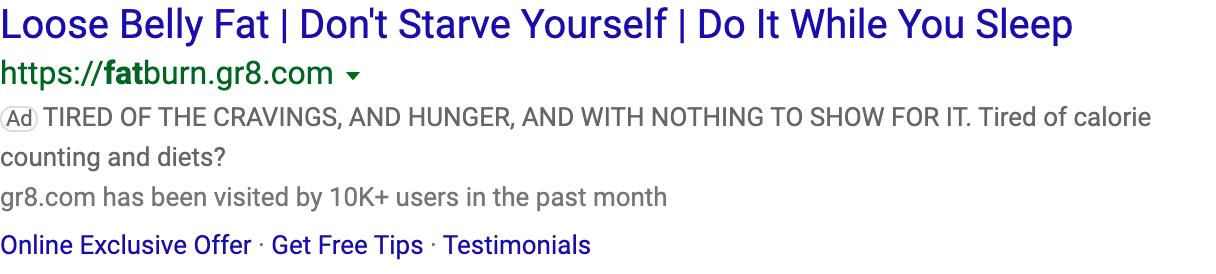 Loose Belly Fat | Don't Starve Yourself | Do It While You Sleep
https://fatburn.gr8.com
Ad TIRED OF THE CRAVINGS, AND HUNGER, AND WITH NOTHING TO SHOW FOR IT. Tired of calorie
counting and diets?
gr8.com has been visited by 10K+ users in the past month
Online Exclusive Offer · Get Free Tips · Testimonials